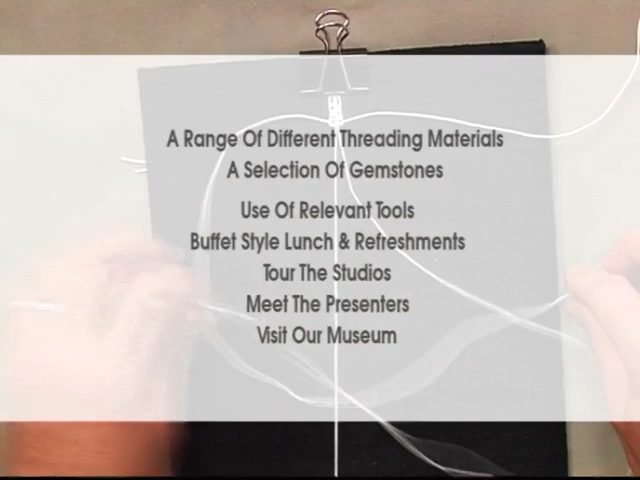 A Range Of Different Threading Materials
A Selection Of Gemstones
Use Of Relevant Tools
Buffet Style Lunch & Refreshments
Tour The Studios
Meet The Presenters
Visit Our Museum